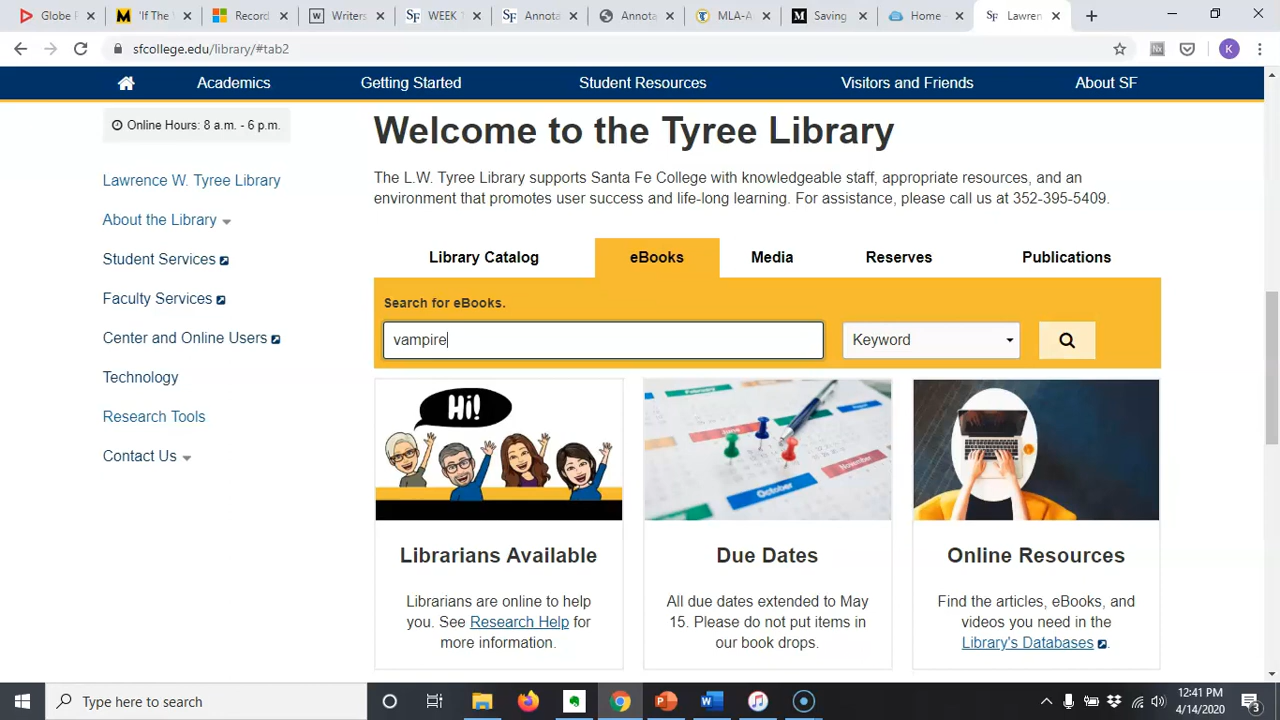 Globe F
'If The
Record
Writers
WEEK
Annota
Annota
MLA-A
Saving
Home -
Lawren
sfcollege.edu/library/#tab2
K
Academics
Getting Started
Student Resources
Visitors and Friends
About SF
Online Hours: 8 a.m. - 6 p.m.
Lawrence W. Tyree Library
About the Library
Student Services
Faculty Services
Center and Online Users
Technology
Research Tools
Contact Us
Welcome to the Tyree Library
The L.W. Tyree Library supports Santa Fe College with knowledgeable staff, appropriate resources, and an
environment that promotes user success and life-long learning. For assistance, please call us at 352-395-5409.
Library Catalog
eBooks
Media
Reserves
Publications
Search for eBooks.
vampire
Keyword
Hi!
October
Librarians Available
Librarians are online to help
you. See Research Help for
more information.
Due Dates
All due dates extended to May
15. Please do not put items in
our book drops.
Online Resources
Find the articles, eBooks, and
videos you need in the
Library's Databases.
Type here to search
12:41 PM
4/14/2020
3